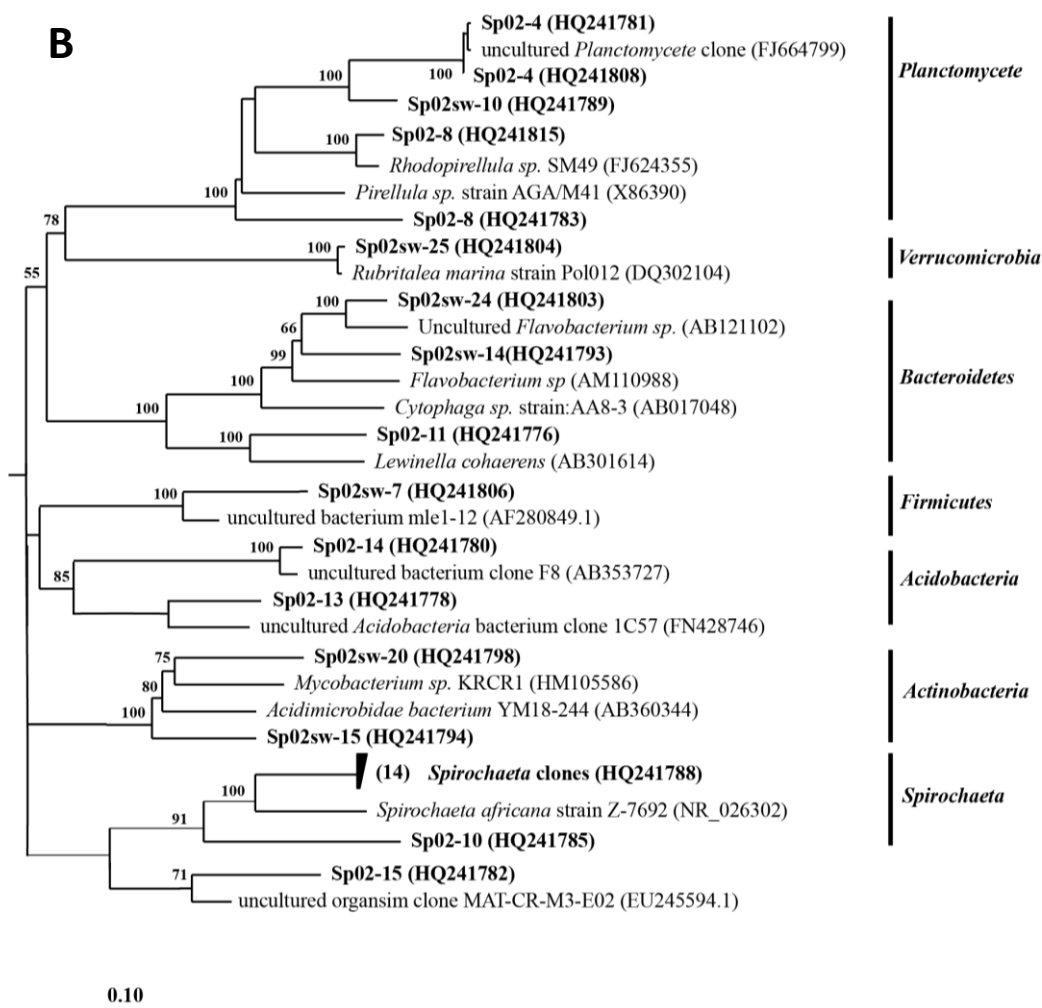 B
Sp02-4 (HQ241781)
uncultured Planctomycete clone (FJ664799)
100
100
Sp02-4 (HQ241808)
Planctomycete
Sp02sw-10 (HQ241789)
100
Sp02-8 (HQ241815)
Rhodopirellula sp. SM49 (FJ624355)
100
Pirellula sp. strain AGA/M41 (X86390)
78
Sp02-8 (HQ241783)
100
Sp02sw-25 (HQ241804)
Verrucomicrobia
55
Rubritalea marina strain Pol012 (DQ302104)
100
Sp02sw-24 (HQ241803)
66
Uncultured Flavobacterium sp. (AB121102)
99
Sp02sw-14(HQ241793)
100
Flavobacterium sp (AM110988)
Bacteroidetes
100
Cytophaga sp. strain:AA8-3 (AB017048)
100
Sp02-11 (HQ241776)
Lewinella cohaerens (AB301614)
100
Sp02sw-7 (HQ241806)
Firmicutes
uncultured bacterium mle1-12 (AF280849.1)
100
Sp02-14 (HQ241780)
85
uncultured bacterium clone F8 (AB353727)
Acidobacteria
Sp02-13 (HQ241778)
uncultured Acidobacteria bacterium clone 1C57 (FN428746)
75
Sp02sw-20 (HQ241798)
80
Mycobacterium sp. KRCR1 (HM105586)
Actinobacteria
100
Acidimicrobidae bacterium YM18-244 (AB360344)
Sp02sw-15 (HQ241794)
(14) Spirochaeta clones (HQ241788)
100
Spirochaeta
Spirochaeta africana strain Z-7692 (NR_026302)
91
Sp02-10 (HQ241785)
71
Sp02-15 (HQ241782)
uncultured organsim clone MAT-CR-M3-E02 (EU245594.1)
0.10